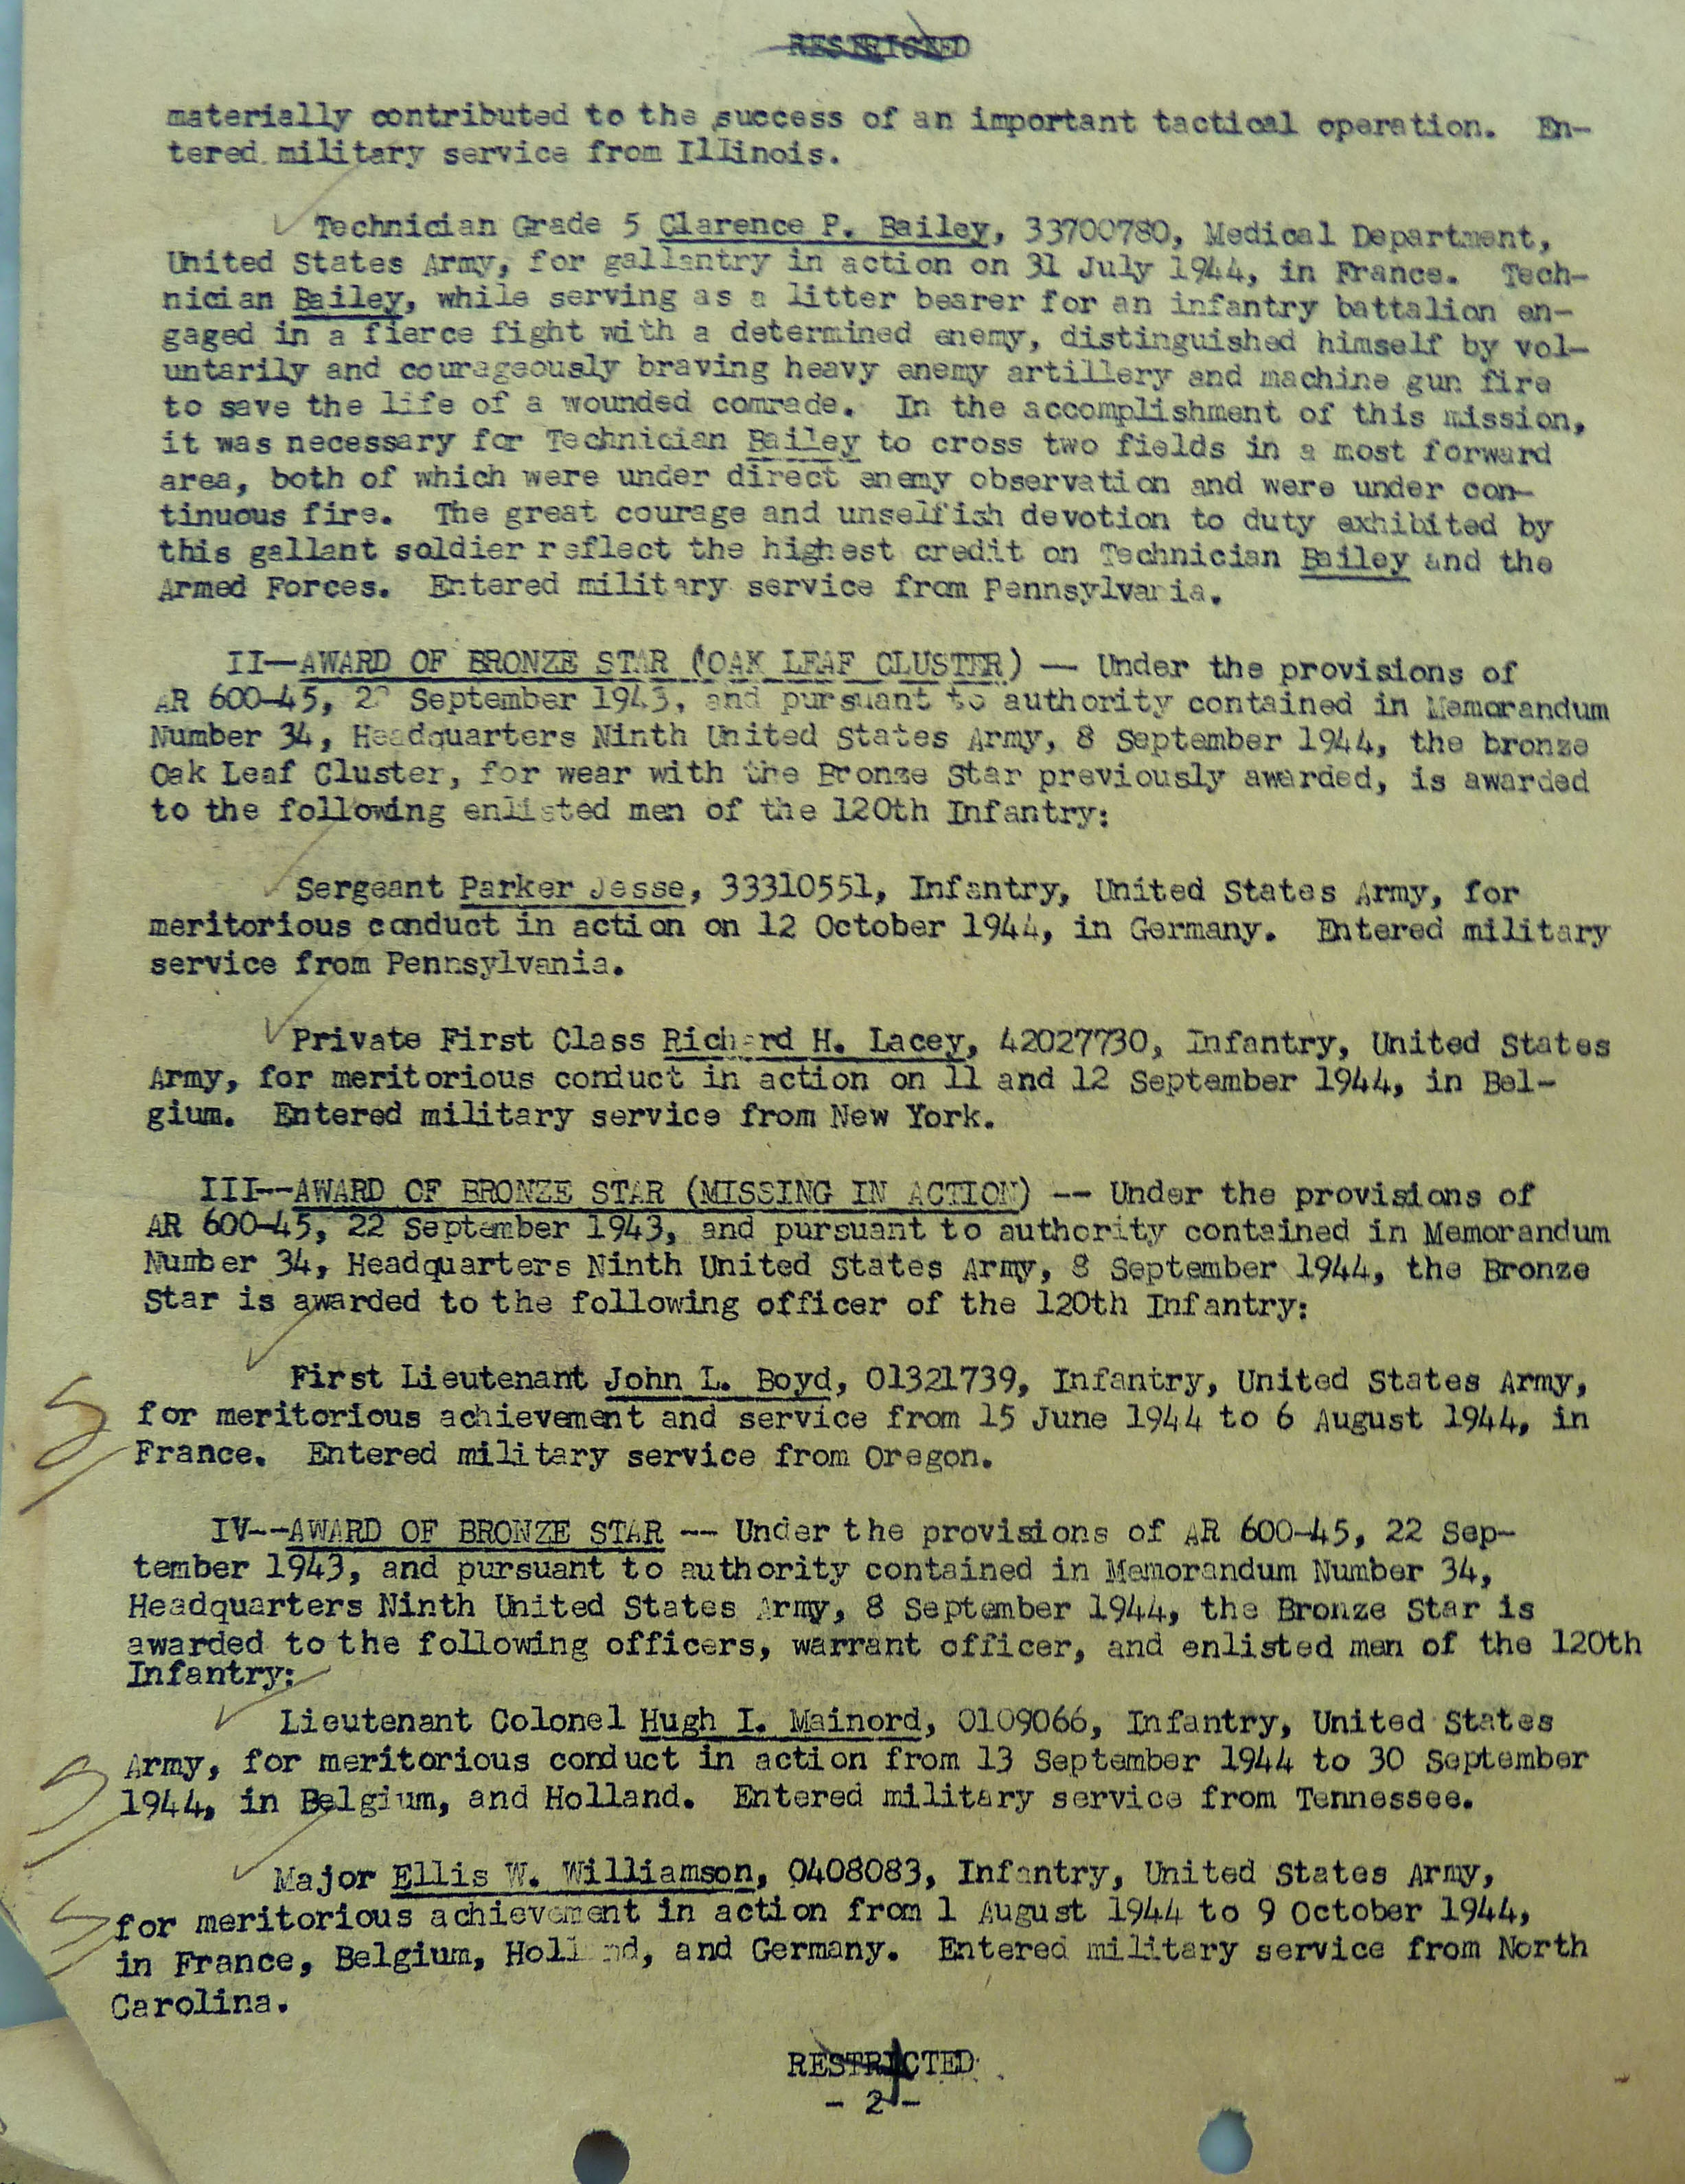 RESTRICTED
materially contributed to the success of an important tactical operation. En-
tered military service from Illinois.
Technician Grade 5 Clarence P. Bailey, 33700780, Medical Department,
United States Army, for gallantry in action on 31 July 1944, in France. Tech-
nician Bailey, while serving as a litter bearer for an infantry battalion en-
gaged in a fierce fight with a determined enemy, distinguished himself by vol-
untarily and courageously braving heavy enemy artillery and machine gun fire
to save the life of a wounded comrade. In the accomplishment of this mission,
it was necessary for Technician Bailey to cross two fields in a most forward
area, both of which were under direct enemy observation and were under con-
tinuous fire. The great courage and unselfish devotion to duty exhibited by
this gallant soldier reflect the highest credit on Technician Bailey and the
Armed Forces. Entered military service from Pennsylvania.
II—AWARD OF BRONZE STAR (OAK LEAF CLUSTER) — Under the provisions of
AR 600-45, September 1943, and pursuant to authority contained in Memorandum
Number 34, Headquarters Ninth United States Army, 8 September 1944, the bronze
Oak Leaf Cluster, for wear with the Bronze Star previously awarded, is awarded
to the following enlisted men of the 120th Infantry:
Sergeant Parker Jesse, 33310551, Infantry, United States Army, for
meritorious conduct in action on 12 October 1944, in Germany. Entered military
service from Pennsylvania.
Private First Class Richard H. Lacey, 42027730, Infantry, United States
Army, for meritorious conduct in action on 11 and 12 September 1944, in Bel-
gium. Entered military service from New York.
III--AWARD OF BRONZE STAR (MISSING IN ACTION) -- Under the provisions of
AR 600-45, 22 September 1943, and pursuant to authority contained in Memorandum
Number 34, Headquarters Ninth United States Army, 8 September 1944, the Bronze
Star is awarded to the following officer of the 120th Infantry:
First Lieutenant John L. Boyd, 01321739, Infantry, United States Army,
for meritorious achievement and service from 15 June 1944 to 6 August 1944, in
France. Entered military service from Oregon.
IV--AWARD OF BRONZE STAR -- Under the provisions of AR 600-45, 22 Sep-
tember 1943, and pursuant to authority contained in Memorandum Number 34,
Headquarters Ninth United States Army, 8 September 1944, the Bronze Star is
awarded to the following officers, warrant officer, and enlisted men of the 120th
Infantry:
Lieutenant Colonel Hugh I. Mainord, 0109066, Infantry, United States
Army, for meritorious conduct in action from 13 September 1944 to 30 September
1944, in Belgium, and Holland. Entered military service from Tennessee.
Major Ellis W. Williamson, 0408083, Infantry, United States Army,
for meritorious achievement in action from 1 August 1944 to 9 October 1944,
in France, Belgium, Holland, and Germany. Entered military service from North
Carolina.
RESTRICTED
- 2 -